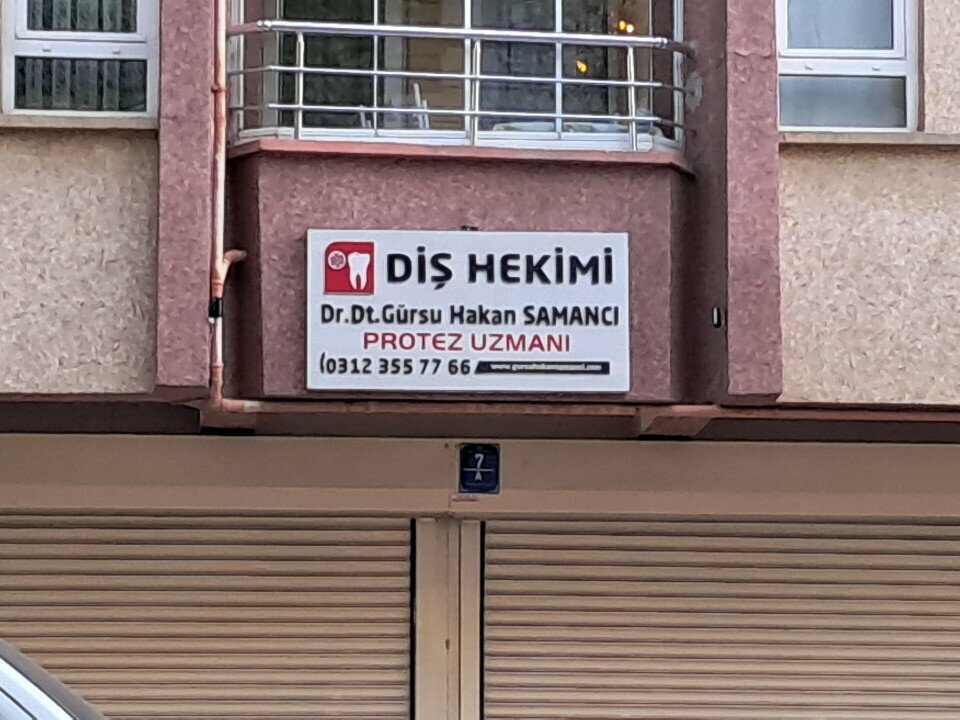 DİŞ HEKİMİ
Dr.Dt.Gürsu Hakan SAMANCI
PROTEZ UZMANI
(0312 355 77 66
7
A